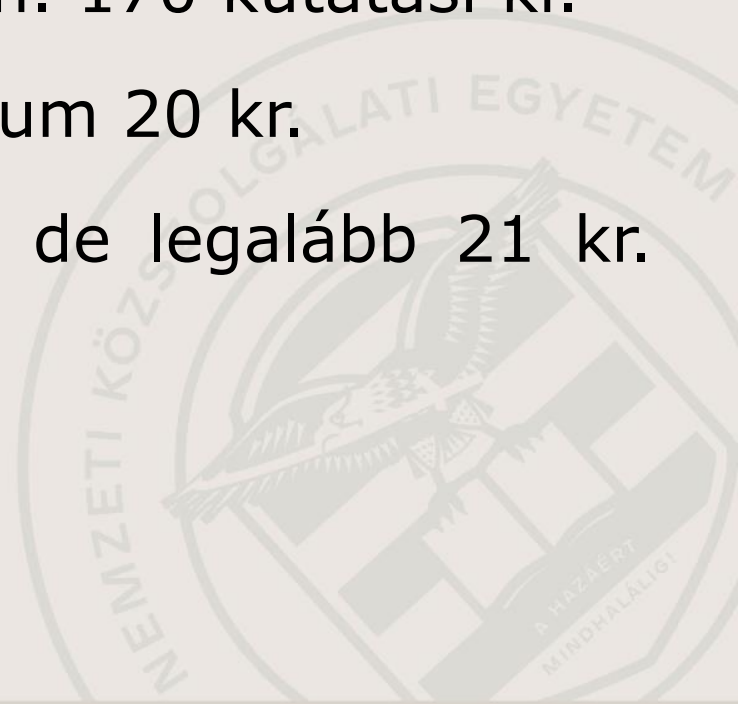 170 kutatási kr.
um 20 kr.
de legalább 21 kr.
NEMZETI KÖZSZOLGÁLATI EGYETEM
A HAZÁÉRT
MINDHALÁLIG!